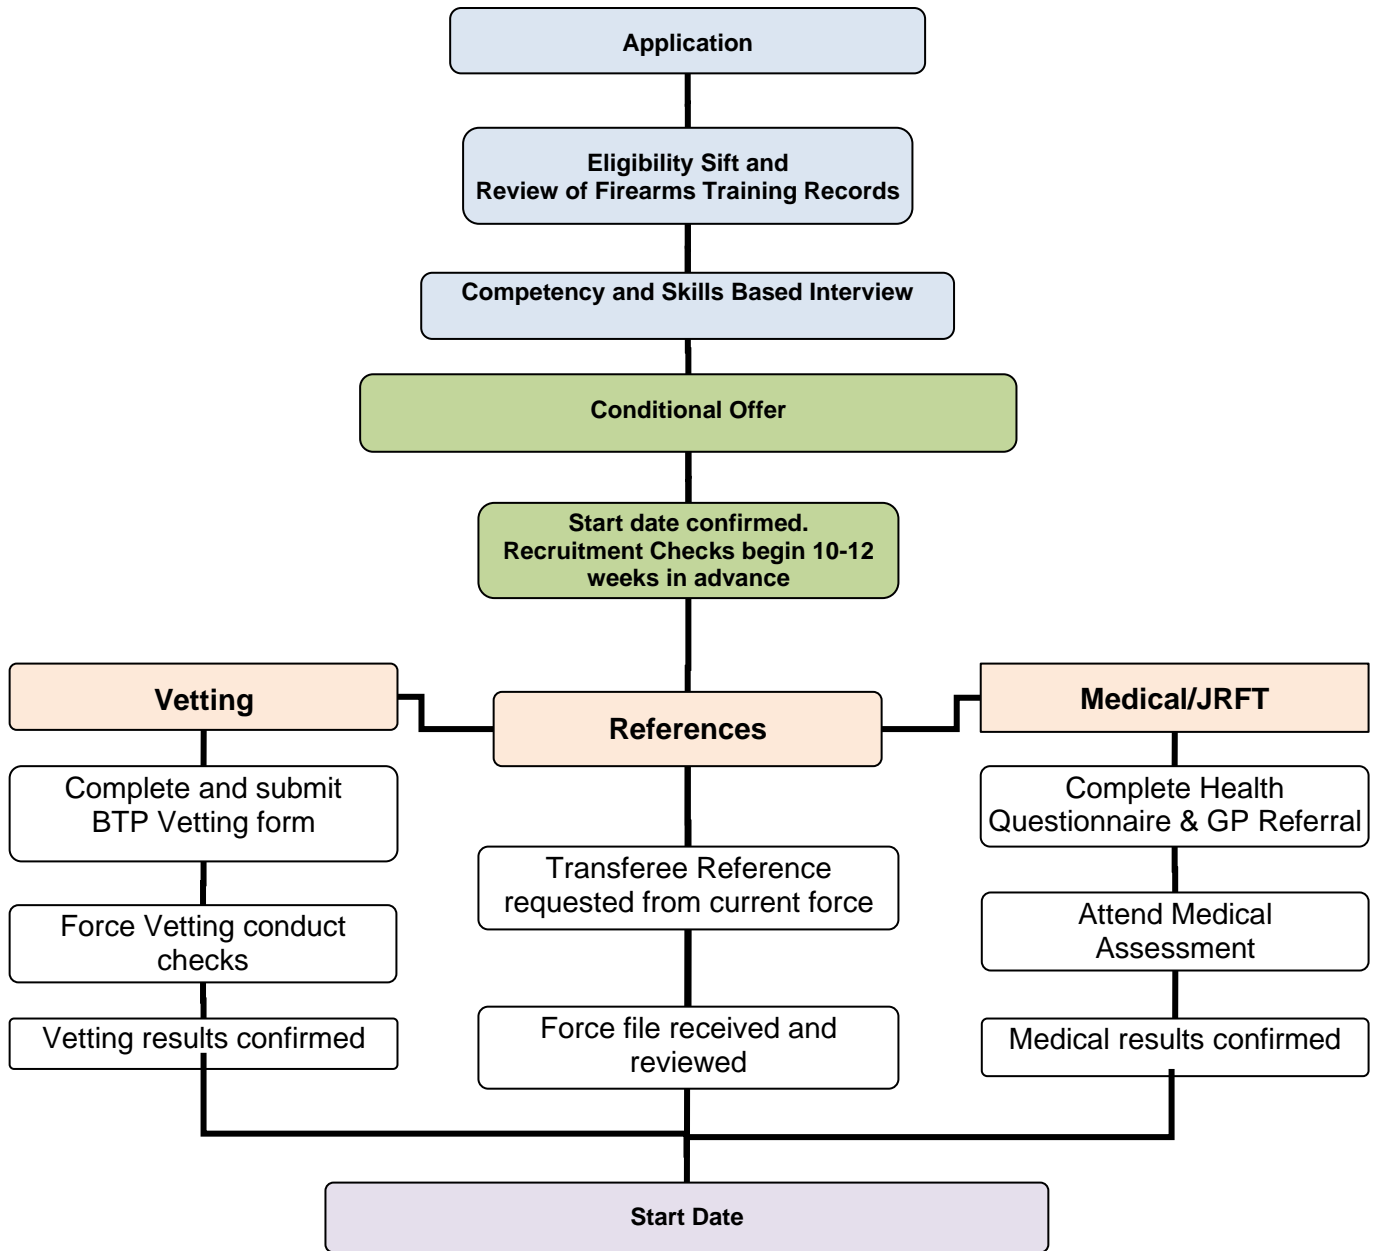 Application
Eligibility Sift and
Review of Firearms Training Records
Competency and Skills Based Interview
Conditional Offer
Start date confirmed.
Recruitment Checks begin 10-12
weeks in advance
Vetting
Complete and submit
BTP Vetting form
Force Vetting conduct
checks
Vetting results confirmed
References
Transferee Reference
requested from current force
Force file received and
reviewed
Medical/JRFT
Complete Health
Questionnaire & GP Referral
Attend Medical
Assessment
Medical results confirmed
Start Date